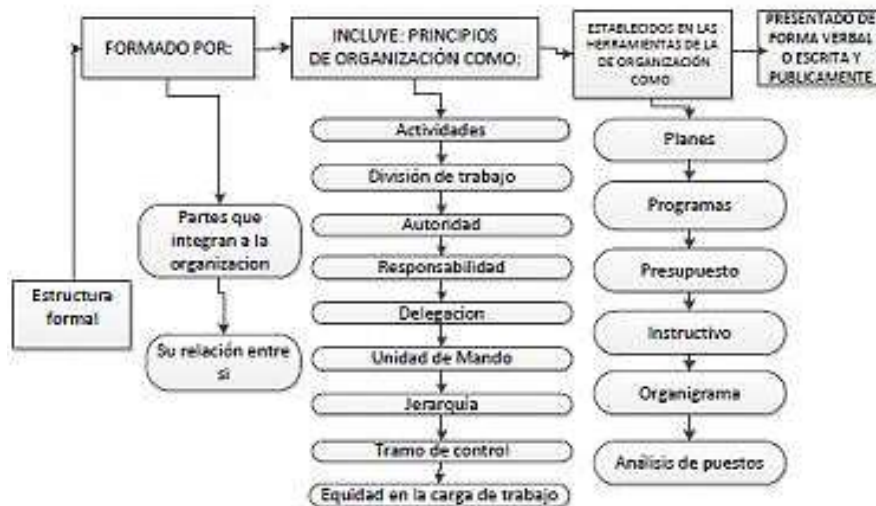 FORMADO POR:
INCLUYE: PRINCIPIOS
DE ORGANIZACIÓN COMO:
ESTABLECIDOS EN LAS
HERRAMIENTAS DE LA
DE ORGANIZACIÓN
COMO:
PRESENTADO DE
FORMA VERBAL
O ESCRITA Y
PUBLICAMENTE
Estructura
formal
Partes que
integran a la
organizacion
Su relación entre
si
Actividades
División de trabajo
Autoridad
Responsabilidad
Delegacion
Unidad de Mando
Jerarquía
Tramo de control
Equidad en la carga de trabajo
Planes
Programas
Presupuesto
Instructivo
Organigrama
Análisis de puestos